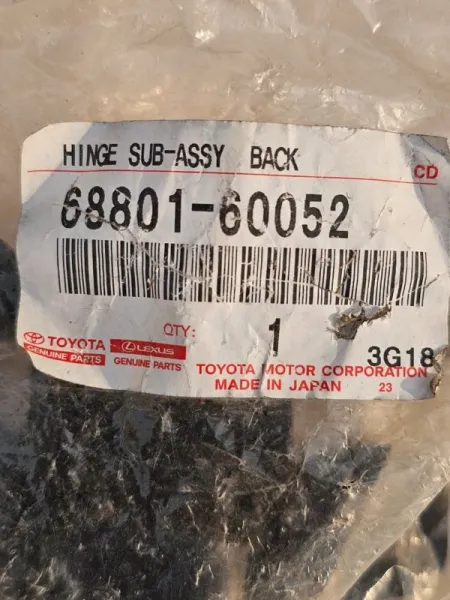 HINGE SUB-ASSY BACK
CD
68801-60052
QTY: 1
3G18
TOYOTA
GENUINE PARTS
LEXUS
GENUINE PARTS
TOYOTA MOTOR CORPORATION
MADE IN JAPAN 23